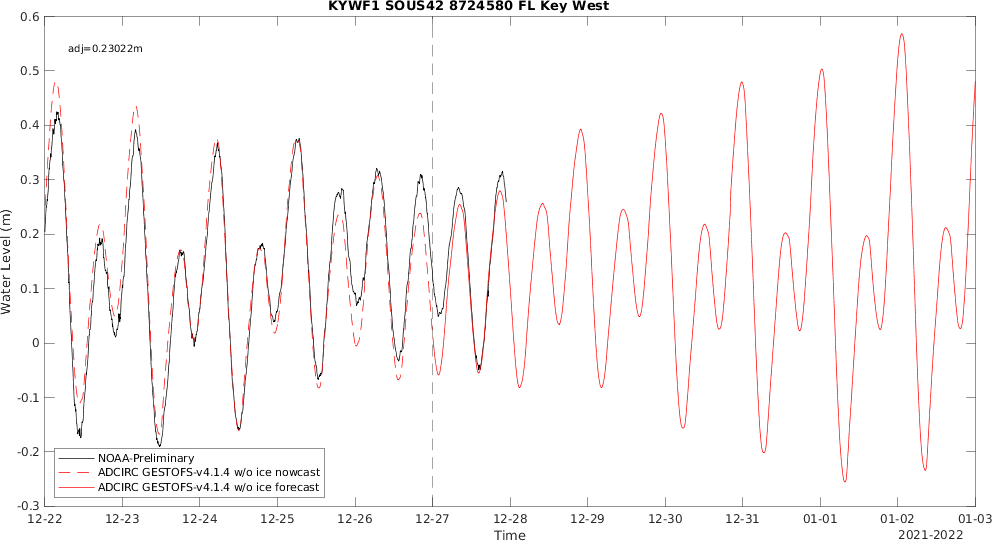 KYWF1 SOUS42 8724580 FL Key West
0.6
adj=0.23022m
0.5
0.4
0.3
0.2
0.1
0
-0.1
-0.2
-0.3
Water Level (m)
NOAA-Preliminary
ADCIRC GESTOFS-v4.1.4 w/o ice nowcast
ADCIRC GESTOFS-v4.1.4 w/o ice forecast
12-22 12-23 12-24 12-25 12-26 12-27 12-28 12-29 12-30 12-31 01-01 01-02 01-03
Time
2021-2022